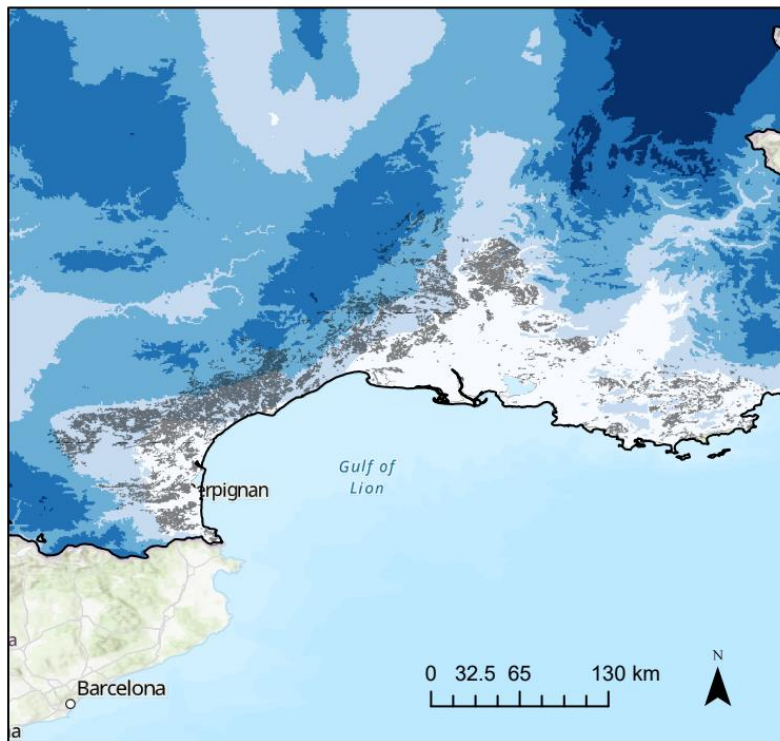 Gulf of
Lion
erpignan
a
Barcelona
a
0 32.5 65 130 km
N